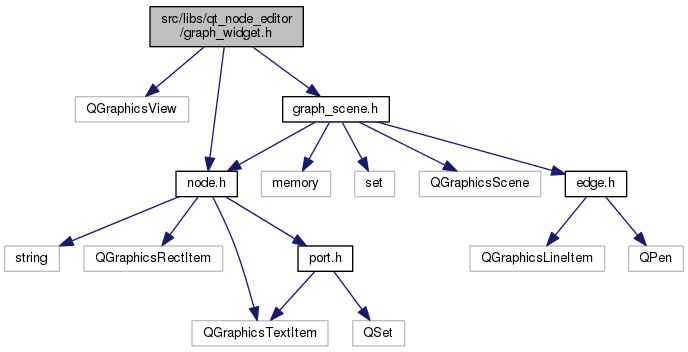 src/libs/qt_node_editor
/graph_widget.h
QGraphicsView
graph_scene.h
node.h
memory
set
QGraphicsScene
edge.h
string
QGraphicsRectItem
port.h
QGraphicsLineItem
QPen
QGraphicsTextItem
QSet